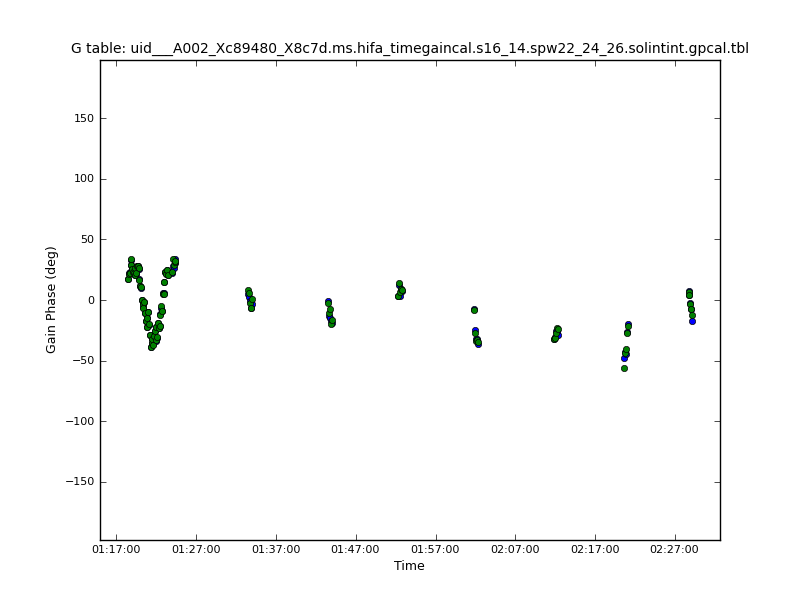 G table: uid___A002_Xc89480_X8c7d.ms.hifa_timegaincal.s16_14.spw22_24_26.solintint.gpcal.tbl
150
100
50
0
−50
−100
−150
Gain Phase (deg)
01:17:00 01:27:00 01:37:00 01:47:00 01:57:00 02:07:00 02:17:00 02:27:00
Time